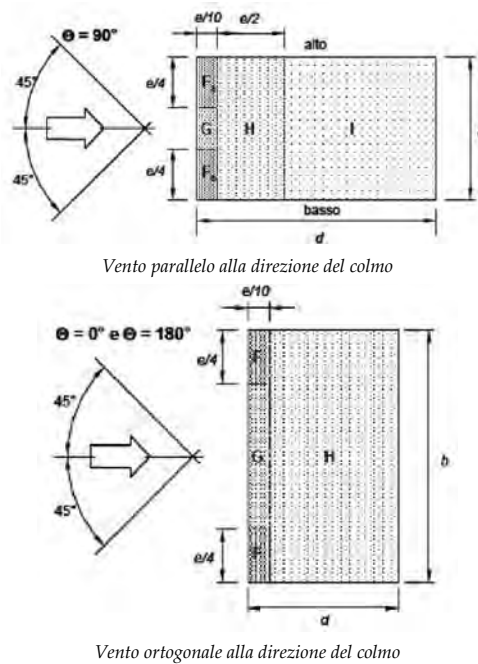 e/10 e/2
Θ = 90°
alto
45°
e/4
F
G H I
45°
e/4
F
basso
d
Vento parallelo alla direzione del colmo
e/10
Θ = 0° e Θ = 180°
e/4
F
45°
G H
b
45°
e/4
F
d
Vento ortogonale alla direzione del colmo